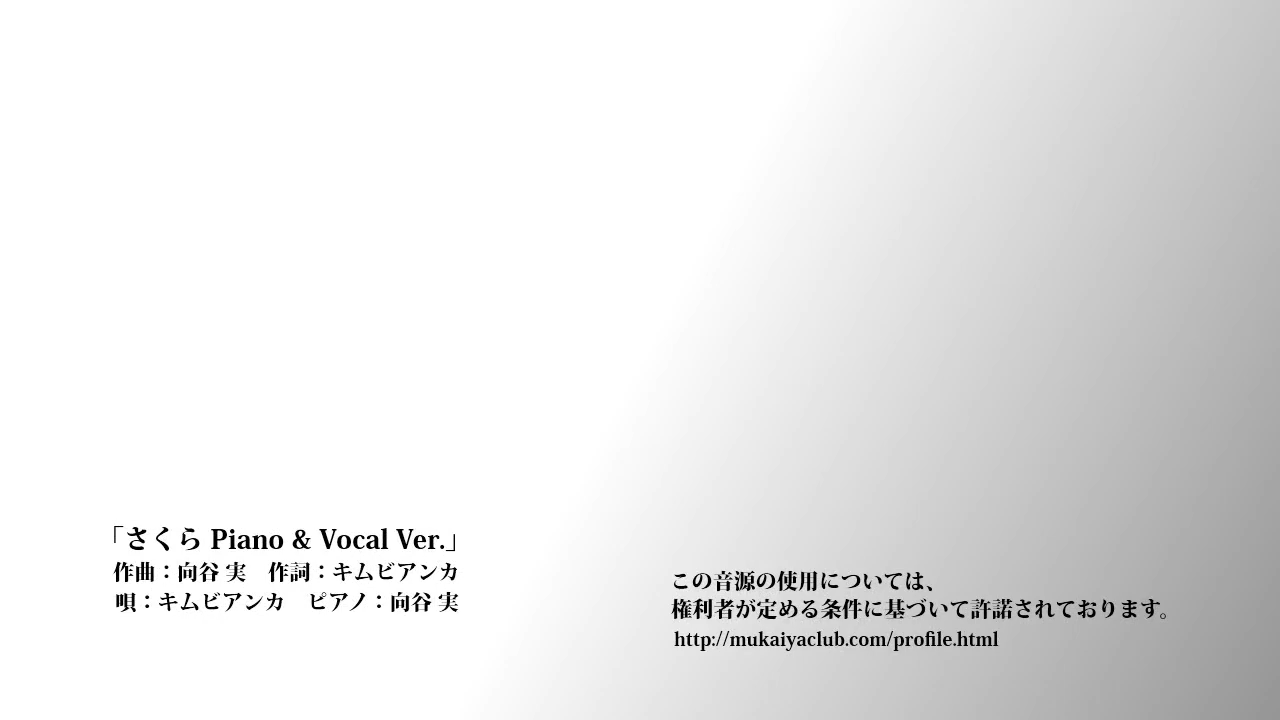 「さくら Piano & Vocal Ver.」
作曲：向谷 実　作詞：キムビアンカ
唄：キムビアンカ　ピアノ：向谷 実
この音源の使用については、
権利者が定める条件に基づいて許諾されております。
http://mukaiyaclub.com/profile.html